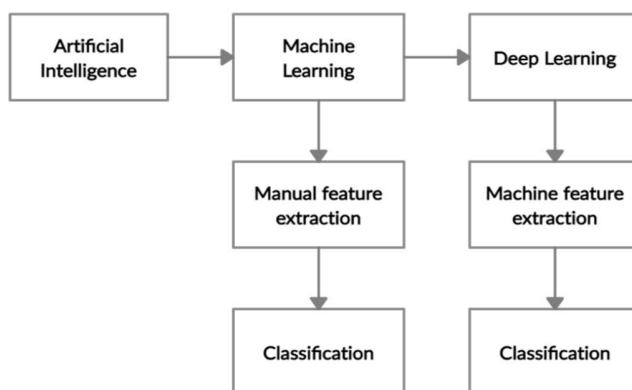 Artificial
Intelligence
Machine
Learning
Deep Learning
Manual feature
extraction
Machine feature
extraction
Classification
Classification